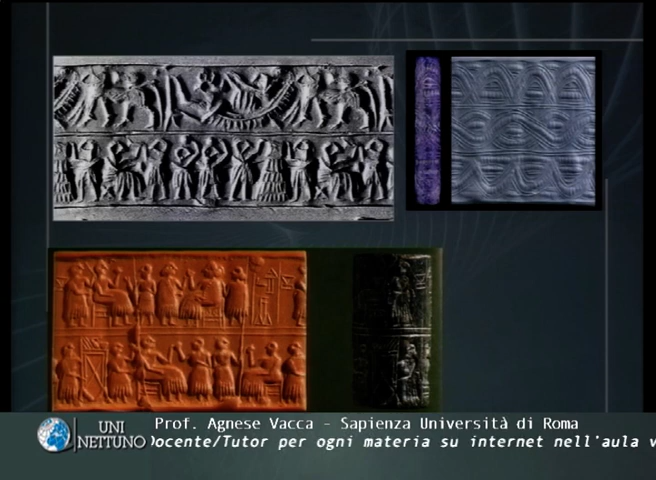 UNI
NETTUNO
Prof. Agnese Vacca - Sapienza Università di Roma
Docente/Tutor per ogni materia su internet nell'aula v